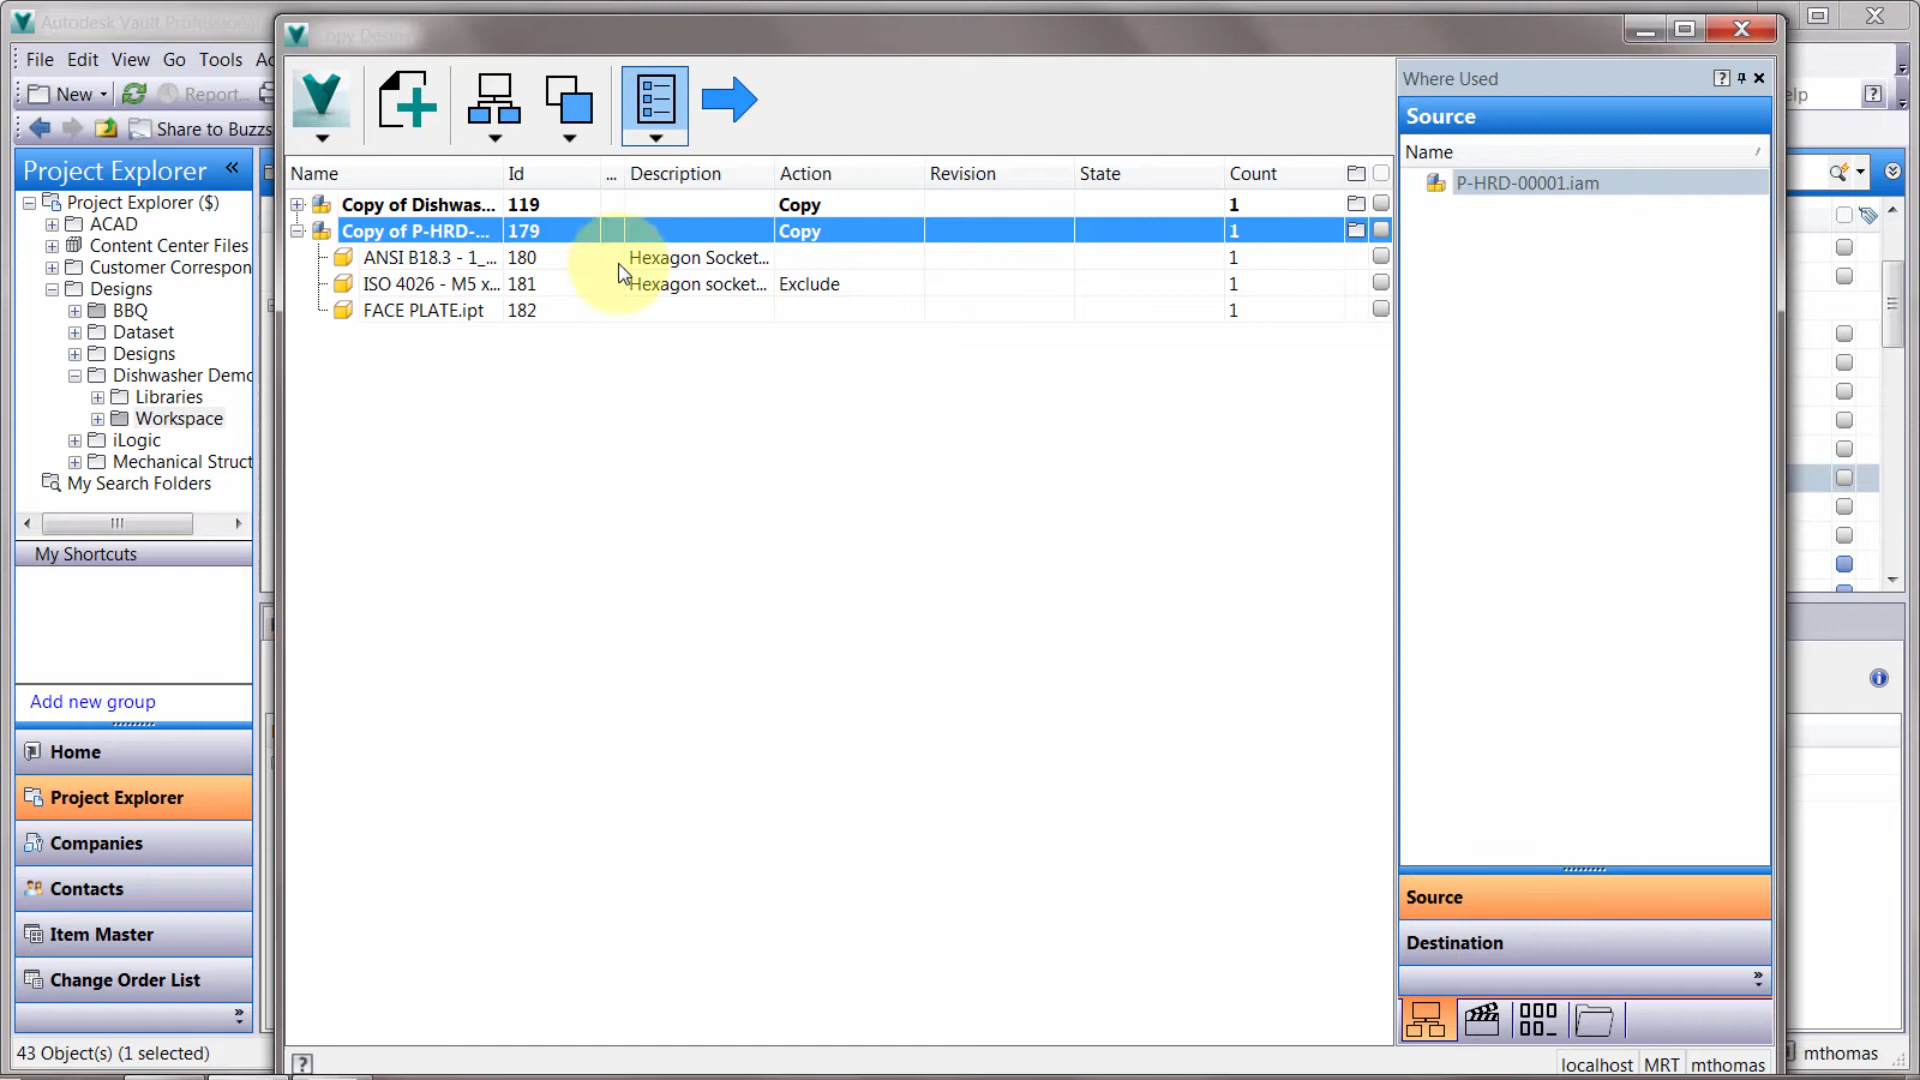 Autodesk Vault Professional
Copy Design
File Edit View Go Tools Ac
New Report...
Share to Buzzs
elp
Project Explorer
Project Explorer ($)
ACAD
Content Center Files
Customer Correspon
Designs
BBQ
Dataset
Designs
Dishwasher Demo
Libraries
Workspace
iLogic
Mechanical Struct
My Search Folders
My Shortcuts
Add new group
Home
Project Explorer
Companies
Contacts
Item Master
Change Order List
43 Object(s) (1 selected)
Name Id ... Description Action Revision State Count
Copy of Dishwas... 119 Copy 1
Copy of P-HRD-... 179 Copy 1
ANSI B18.3 - 1_... 180 Hexagon Socket... 1
ISO 4026 - M5 x... 181 Hexagon socket... Exclude 1
FACE PLATE.ipt 182 1
Where Used
Source
Name
P-HRD-00001.iam
Source
Destination
localhost MRT mthomas
mthomas